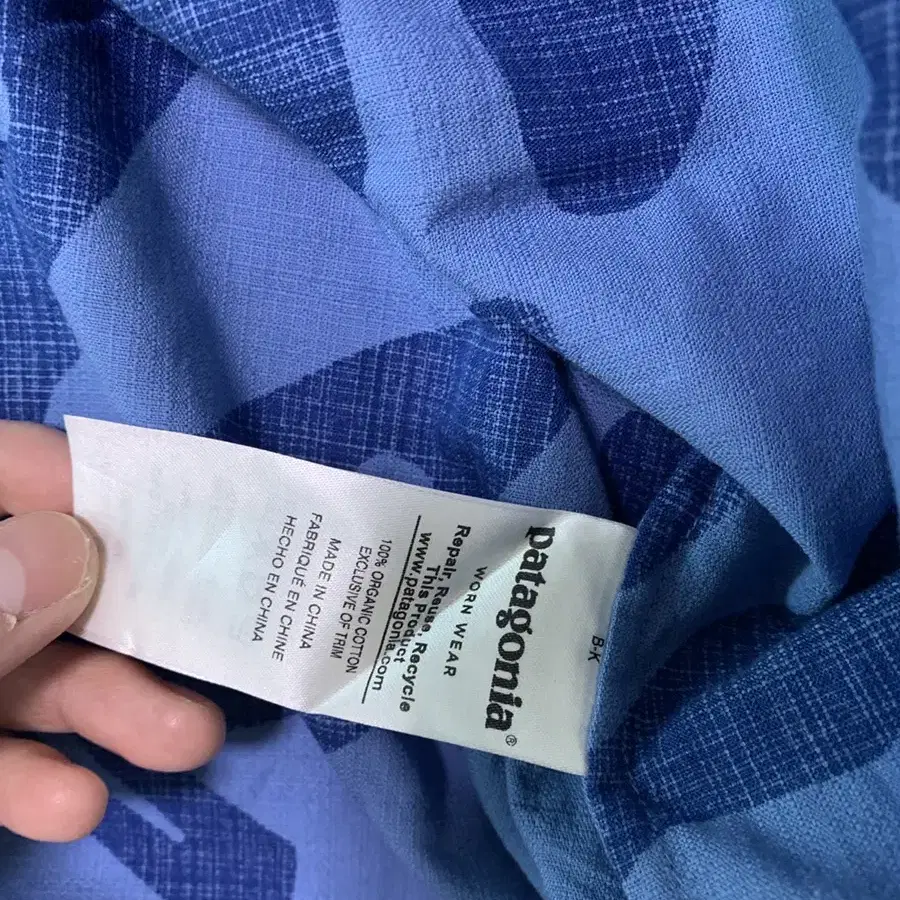 B-K
patagonia®
WORN WEAR
Repair, Reuse, Recycle
This Product
www.patagonia.com
100% ORGANIC COTTON
EXCLUSIVE OF TRIM
MADE IN CHINA
FABRIQUÉ EN CHINE
HECHO EN CHINA